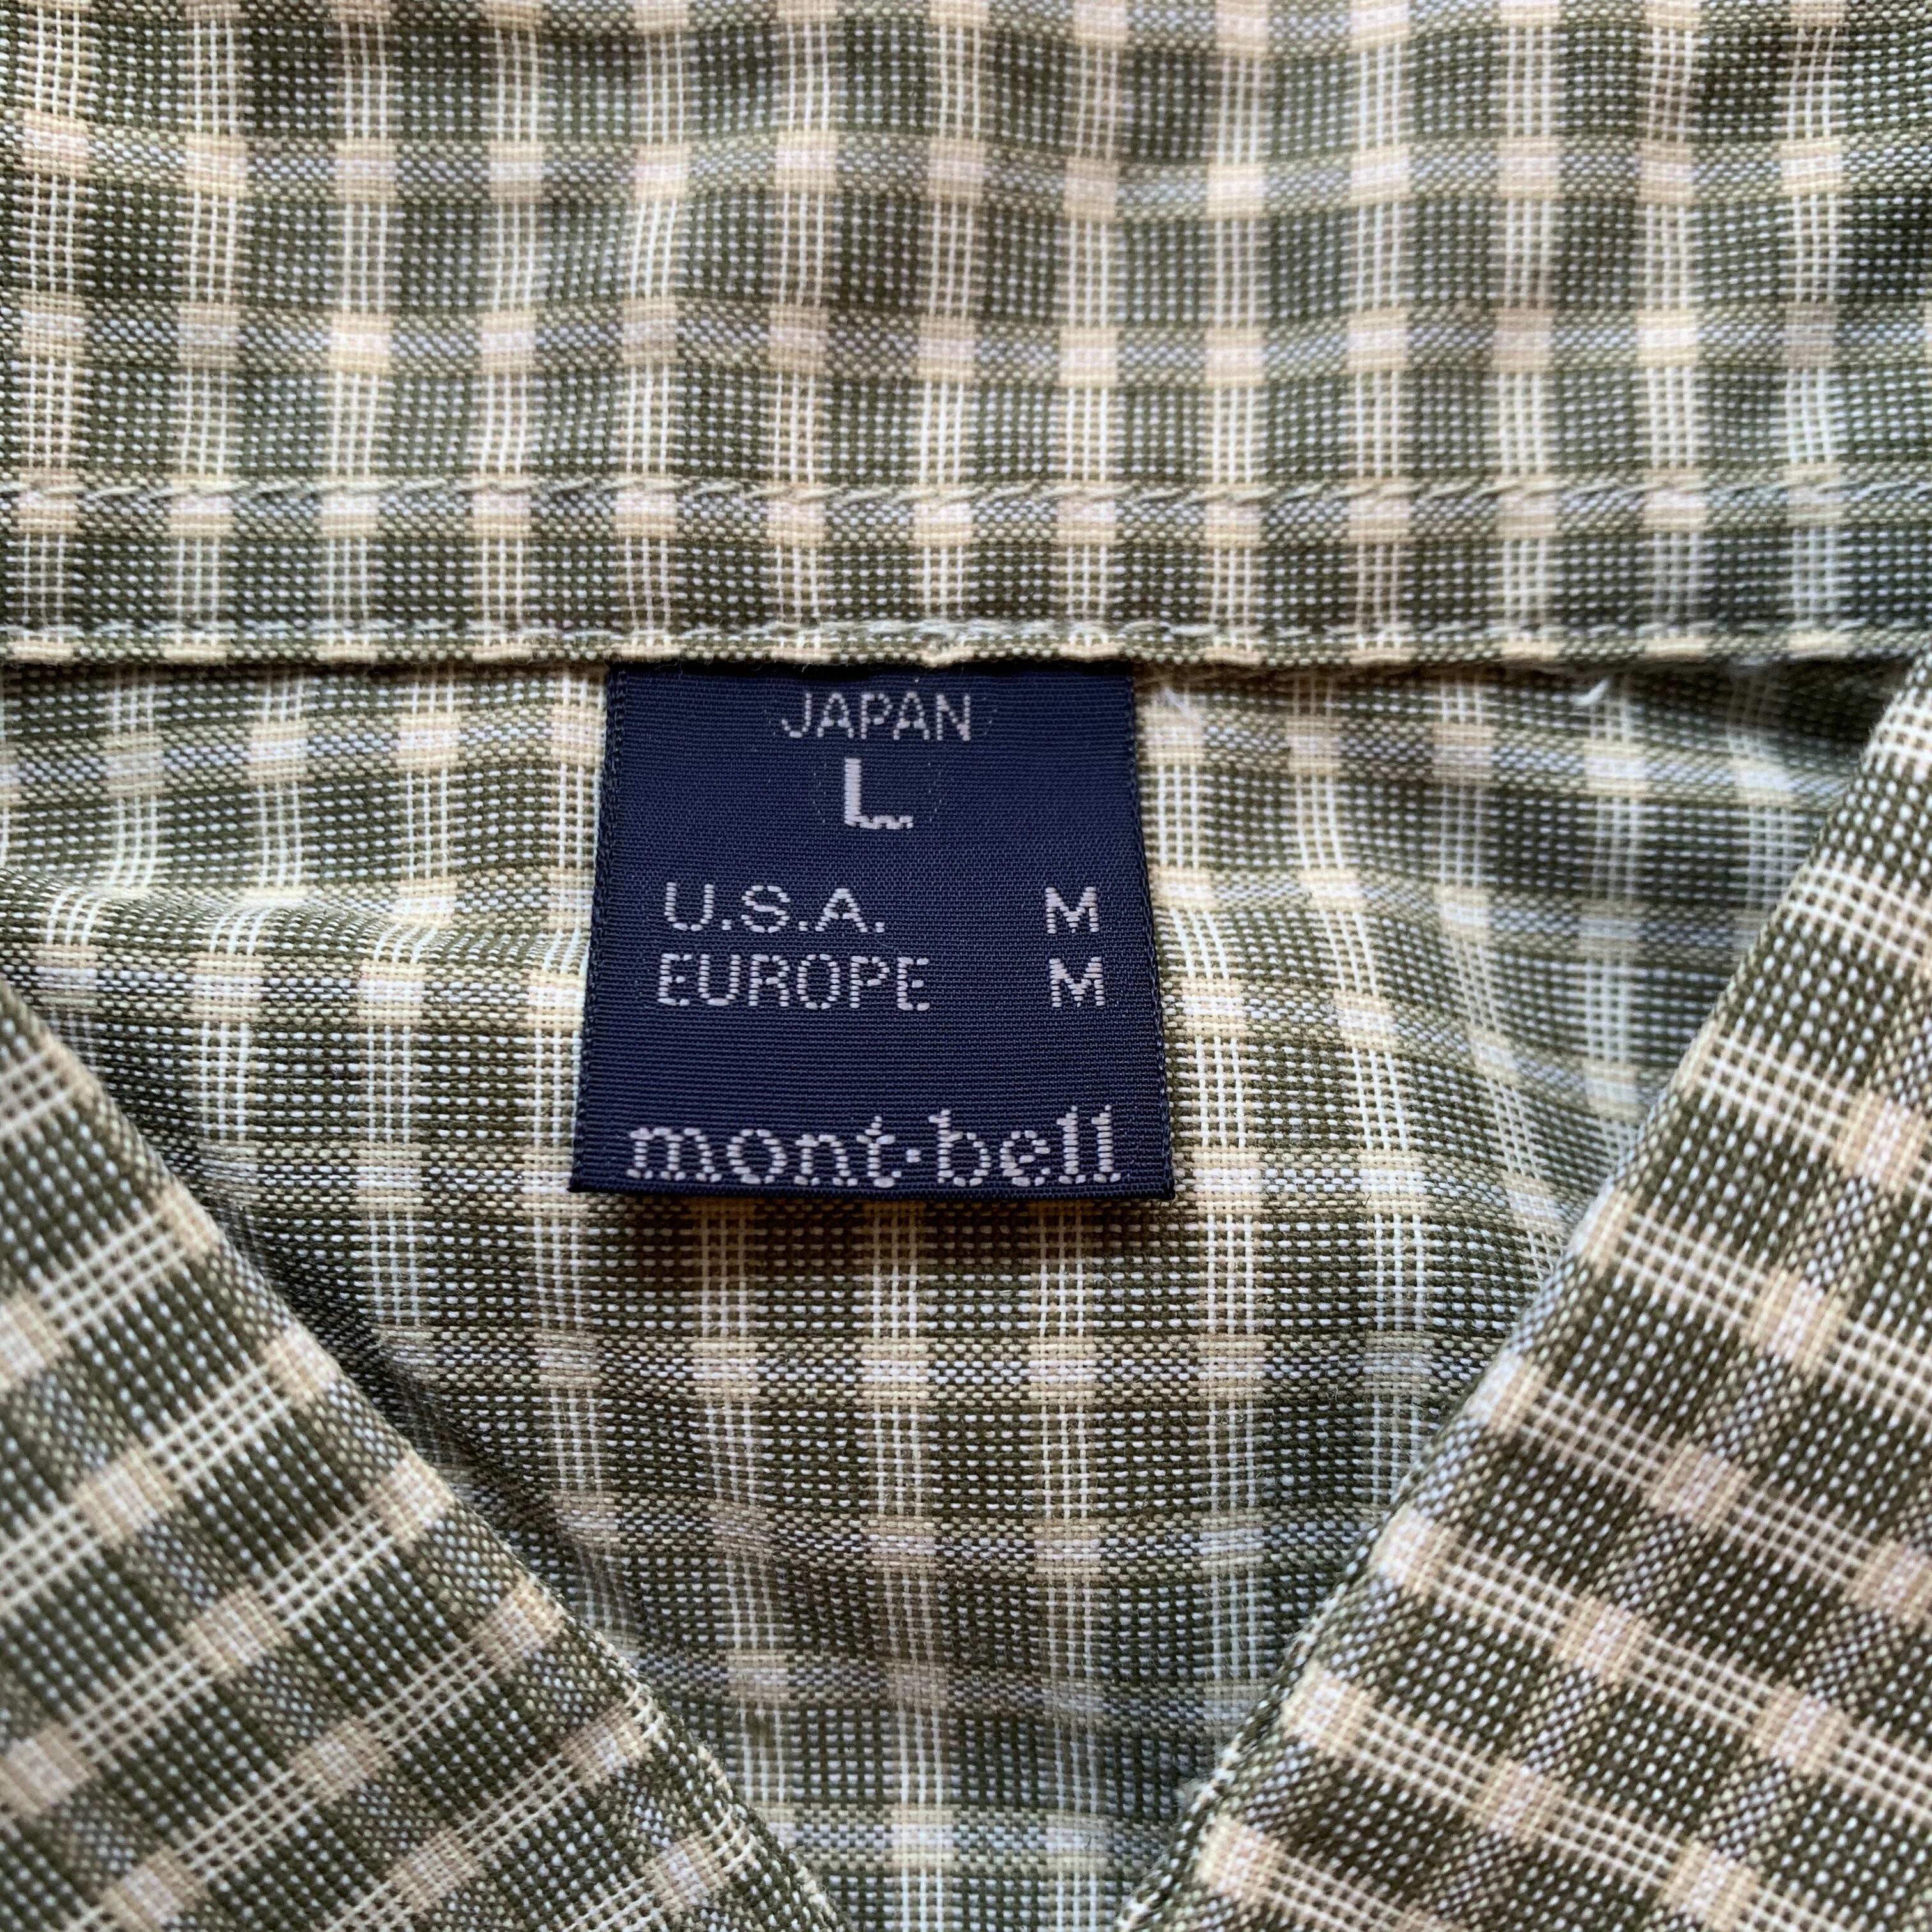 JAPAN
L
U.S.A. M
EUROPE M
mont·bell